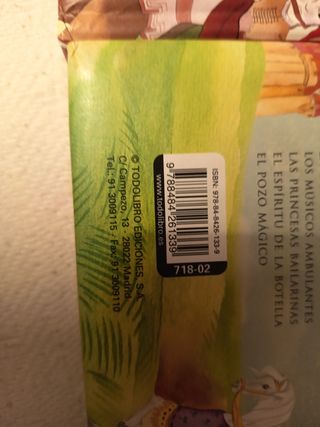 LOS MÚSICOS AMBULANTES
LAS PRINCESAS BAILARINAS
EL ESPÍRITU DE LA BOTELLA
EL POZO MÁGICO
ISBN: 978-84-8426-133-9
9 788484 261339
www.todolibro.es
718-02
© TODOLIBRO EDICIONES, S.A.
C/ Campezo, 13 - 28022 Madrid
Tel.: 91 3009115 - Fax: 91 3009110